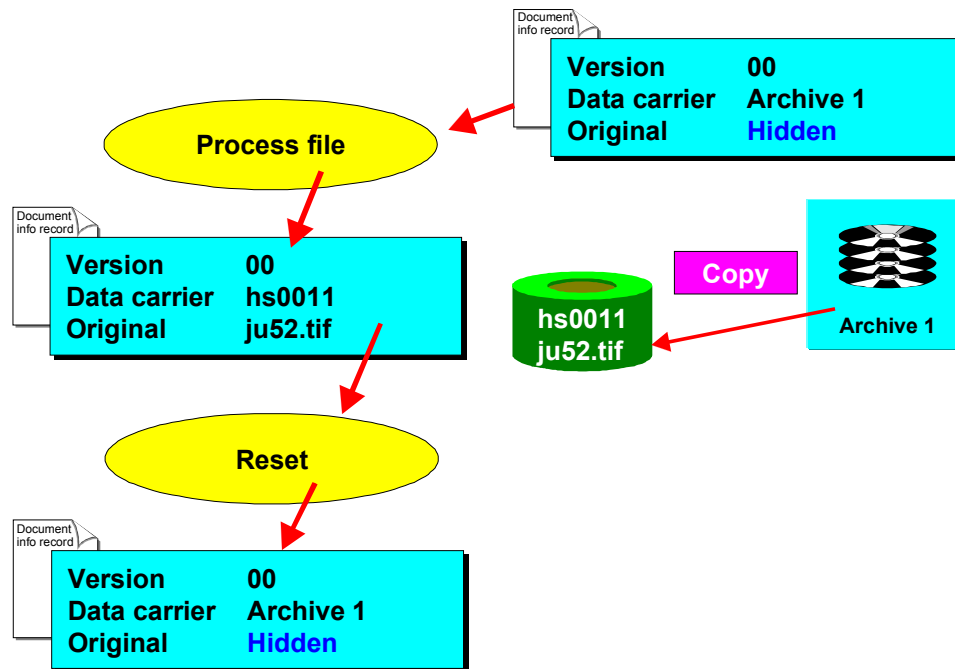 Document
info record
Version 00
Data carrier Archive 1
Original Hidden
Process file
Document
info record
Version 00
Data carrier hs0011
Original ju52.tif
Copy
hs0011
ju52.tif
Archive 1
Reset
Document
info record
Version 00
Data carrier Archive 1
Original Hidden